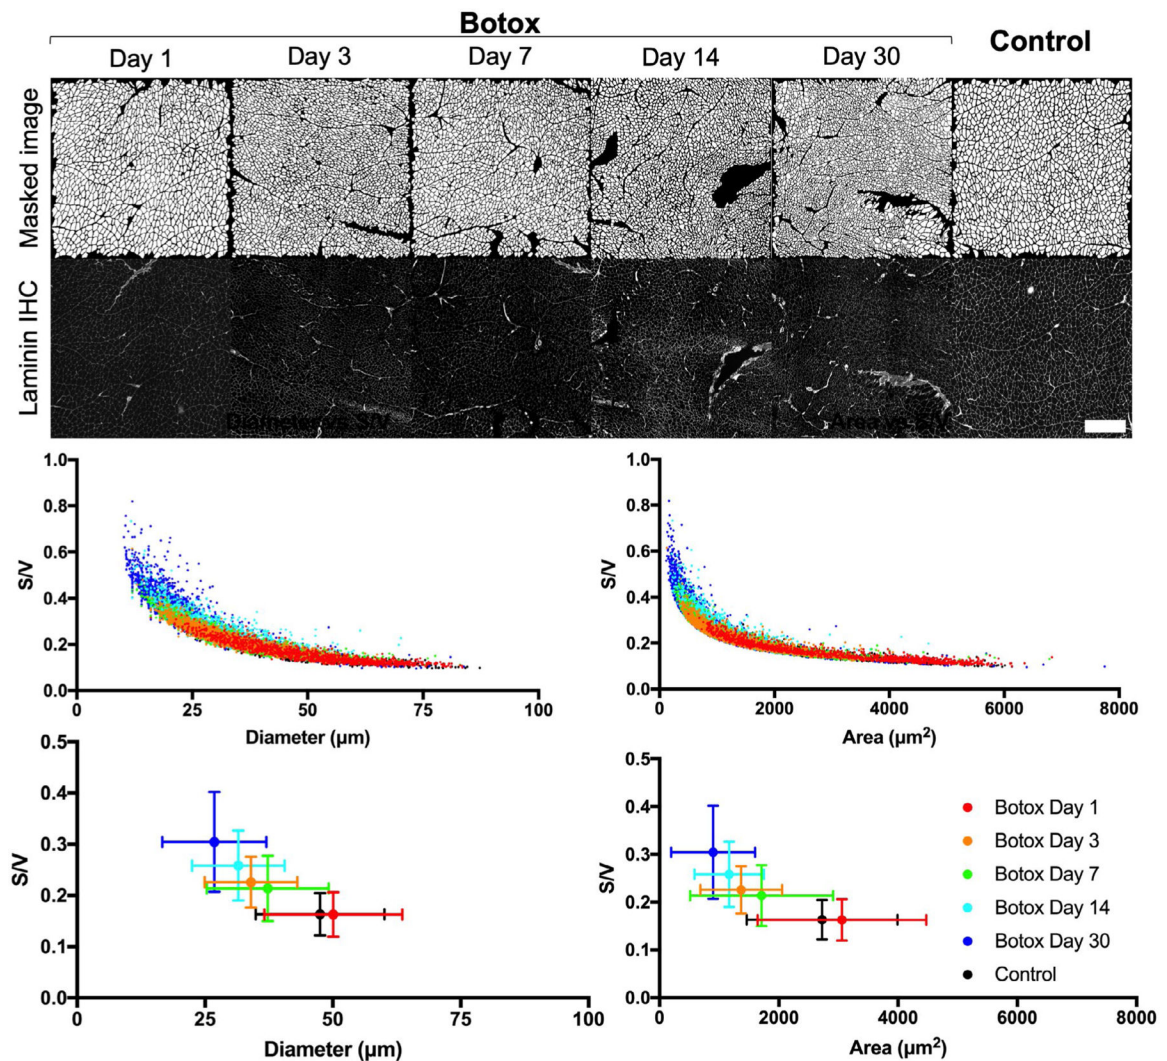 Botox
Control
Day 1
Day 3
Day 7
Day 14
Day 30
Masked image
Laminin IHC
Diameter vs S/V
Area vs S/V
S/V
1.0
0.8
0.6
0.4
0.2
0.0
0
25
50
75
100
Diameter (µm)
S/V
1.0
0.8
0.6
0.4
0.2
0.0
0
2000
4000
6000
8000
Area (µm²)
S/V
0.5
0.4
0.3
0.2
0.1
0.0
0
25
50
75
100
Diameter (µm)
S/V
0.5
0.4
0.3
0.2
0.1
0.0
0
2000
4000
6000
8000
Area (µm²)
Botox Day 1
Botox Day 3
Botox Day 7
Botox Day 14
Botox Day 30
Control